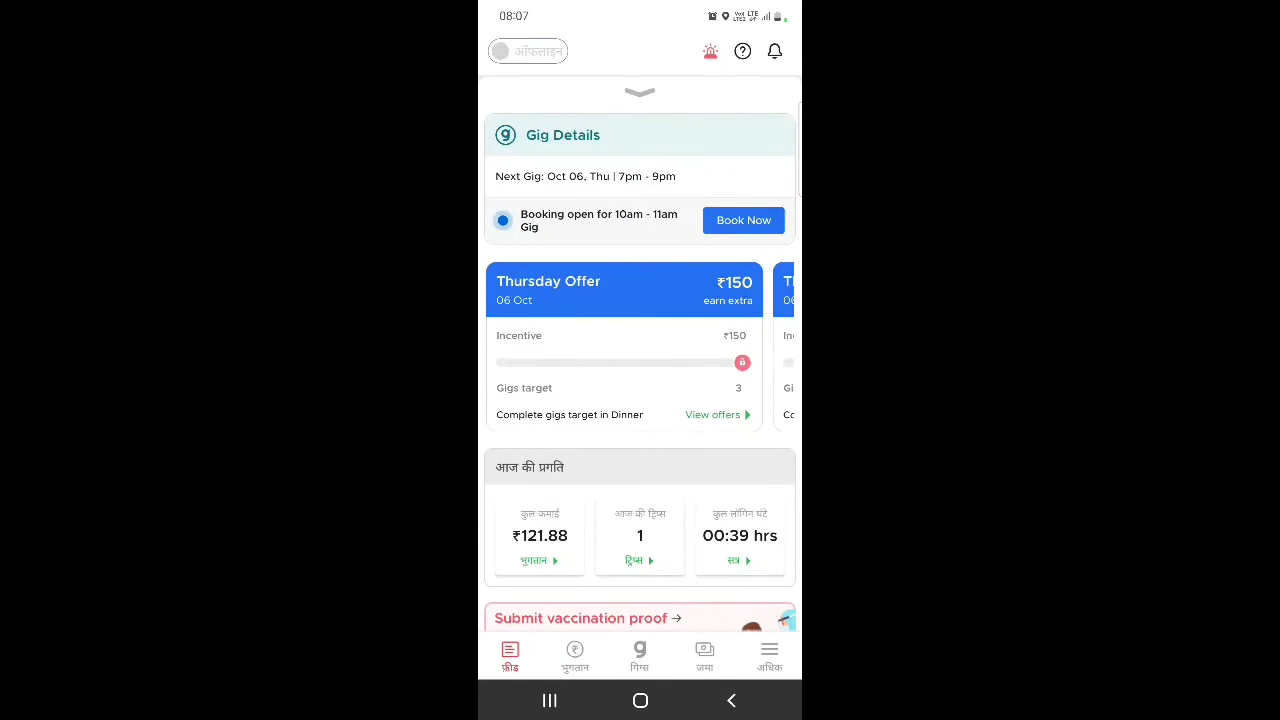 08:07
VoI LTE
LTE2
ऑफलाइन
Gig Details
Next Gig: Oct 06, Thu | 7pm - 9pm
Booking open for 10am - 11am
Gig
Book Now
Thursday Offer
₹150
06 Oct
earn extra
Incentive
₹150
Gigs target
3
Complete gigs target in Dinner
View offers
आज की प्रगति
कुल कमाई
आज की ट्रिप्स
कुल लॉगिन घंटे
₹121.88
1
00:39 hrs
भुगतान
ट्रिप्स
सत्र
Submit vaccination proof →
फ़ीड
भुगतान
गिग्स
जमा
अधिक